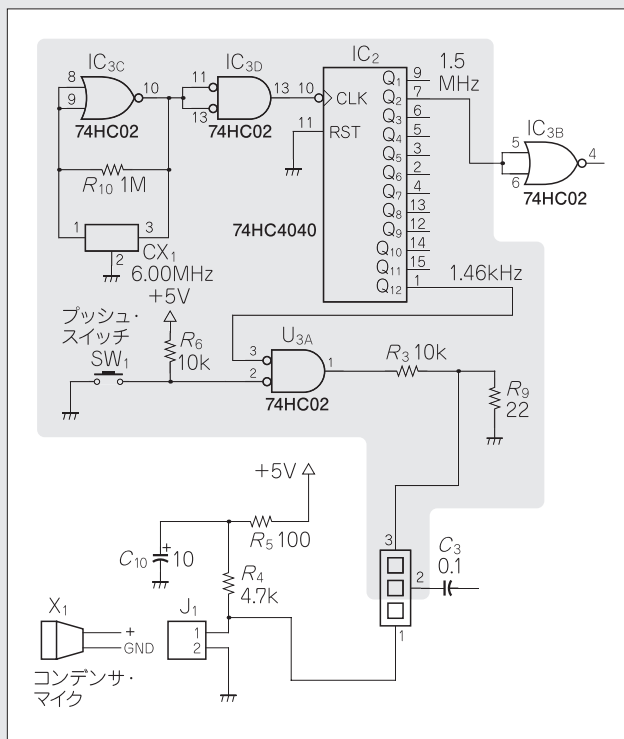 IC3C
8
9
10
74HC02
IC3D
11
13
13
74HC02
R10 1M
1
3
2
CX1
6.00MHz
IC2
10
CLK
11
RST
74HC4040
Q1 9
Q2 7
Q3 6
Q4 5
Q5 3
Q6 2
Q7 4
Q8 13
Q9 12
Q10 14
Q11 15
Q12 1
1.5
MHz
IC3B
5
6
4
74HC02
1.46kHz
プッシュ・
スイッチ
SW1
+5V
R6
10k
U3A
3
2
1
74HC02
R3 10k
R9
22
+5V
R5 100
C10
+
10
R4
4.7k
3
2
1
C3
0.1
X1
+
GND
J1
1
2
コンデンサ・
マイク